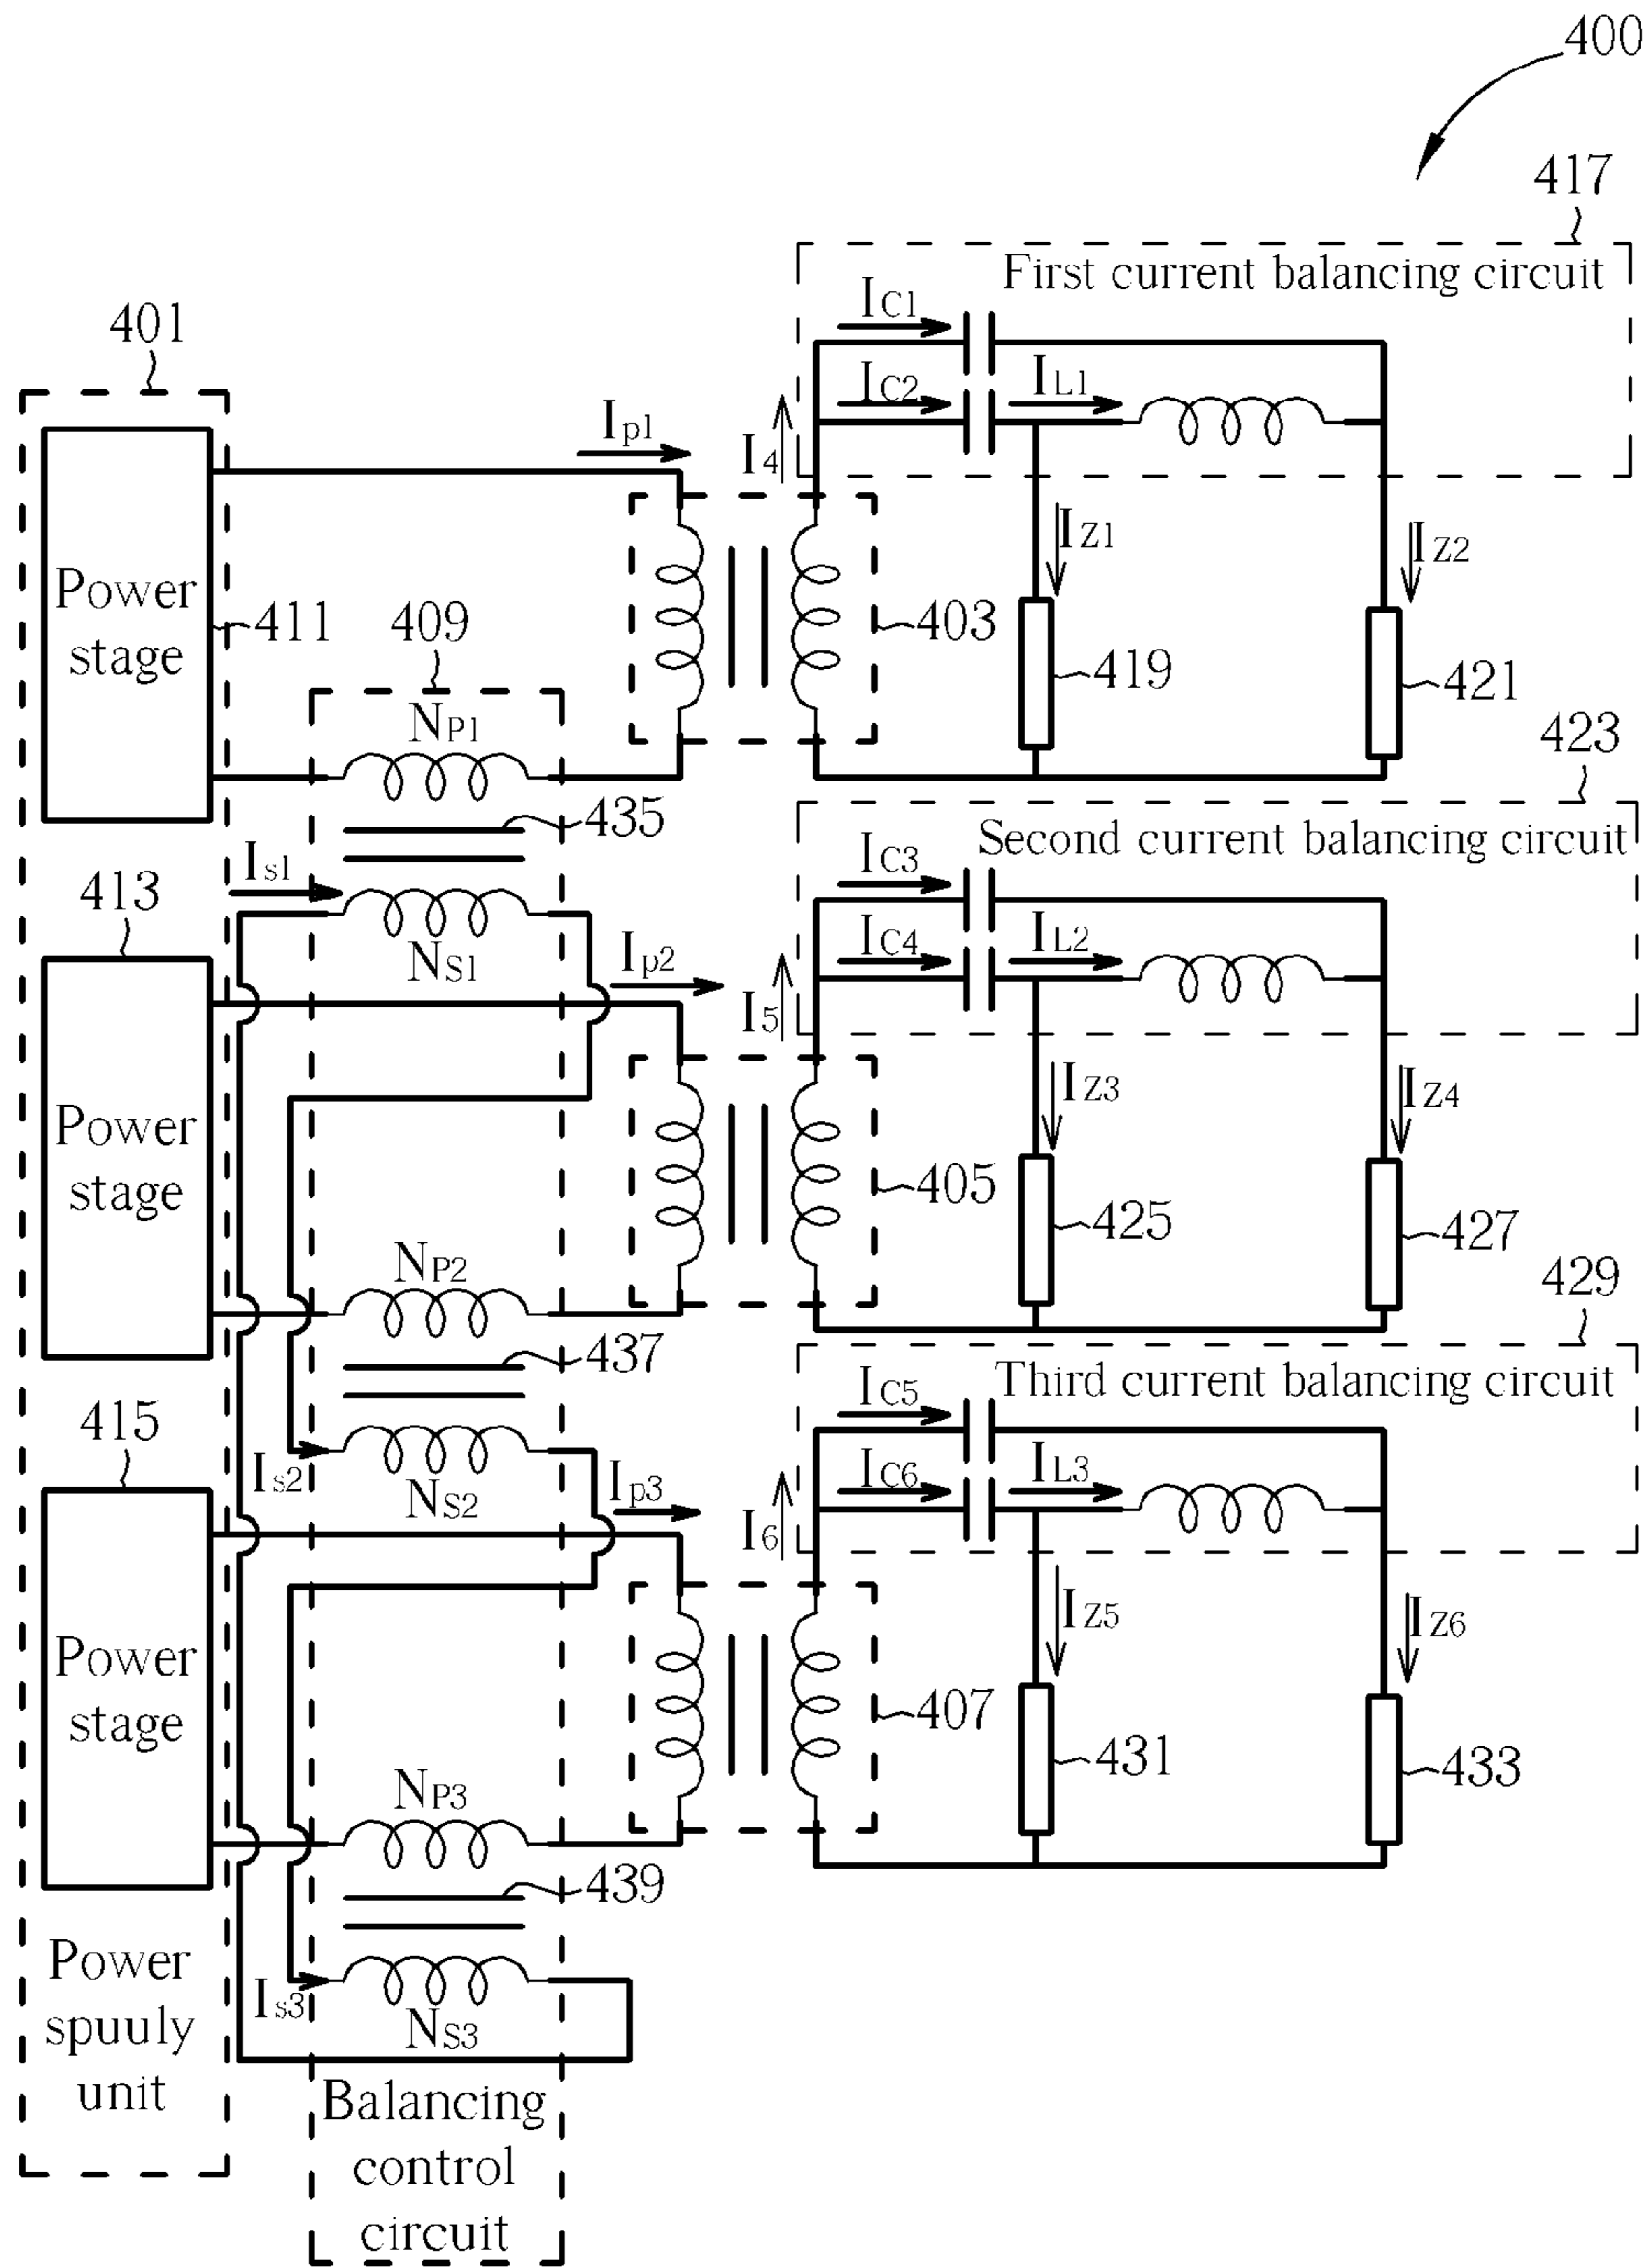 400
417
First current balancing circuit
IC1
401
IC2
IL1
Ip1
I4
IZ1
IZ2
Power
stage
411
409
403
419
421
NP1
423
435
Second current balancing circuit
Is1
IC3
413
NS1
Ip2
IC4
IL2
I5
IZ3
IZ4
Power
stage
405
425
427
NP2
429
437
Third current balancing circuit
IC5
415
Is2
NS2
Ip3
IC6
IL3
I6
IZ5
IZ6
Power
stage
407
431
433
NP3
439
Power
spuuly
unit
Is3
NS3
Balancing
control
circuit